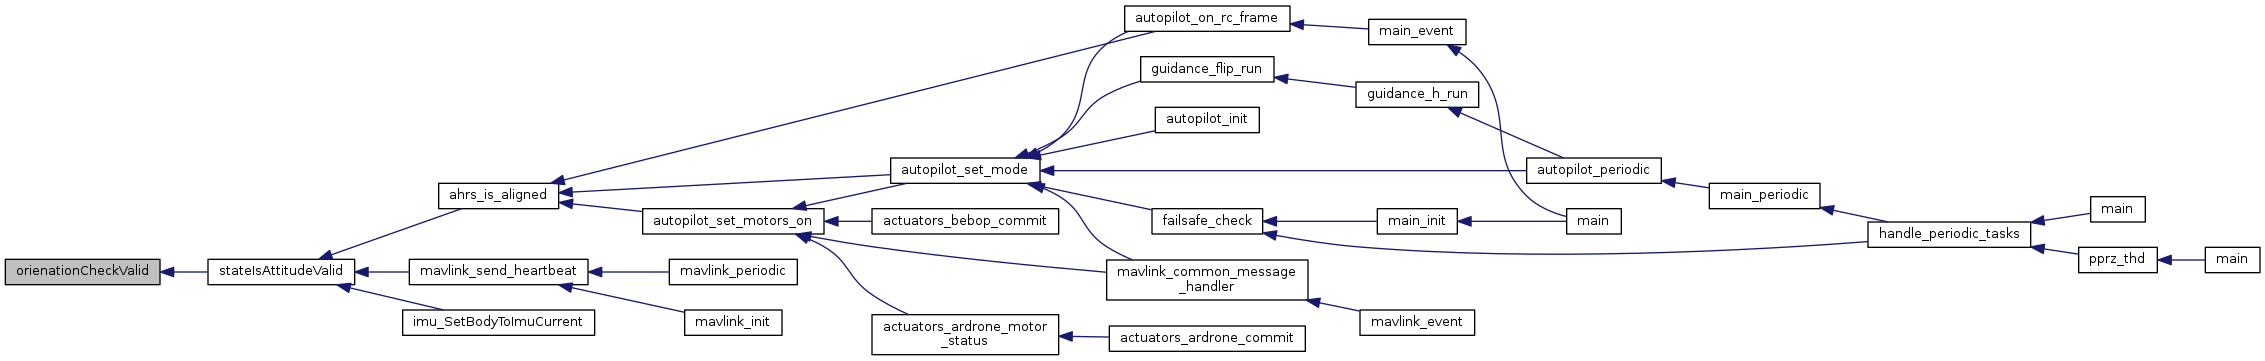 orienationCheckValid
stateIsAttitudeValid
ahrs_is_aligned
mavlink_send_heartbeat
imu_SetBodyToImuCurrent
autopilot_set_motors_on
mavlink_periodic
mavlink_init
autopilot_set_mode
actuators_bebop_commit
actuators_ardrone_motor
_status
autopilot_on_rc_frame
guidance_flip_run
autopilot_init
failsafe_check
mavlink_common_message
_handler
actuators_ardrone_commit
main_event
guidance_h_run
main_init
mavlink_event
autopilot_periodic
main
main_periodic
handle_periodic_tasks
main
pprz_thd
main